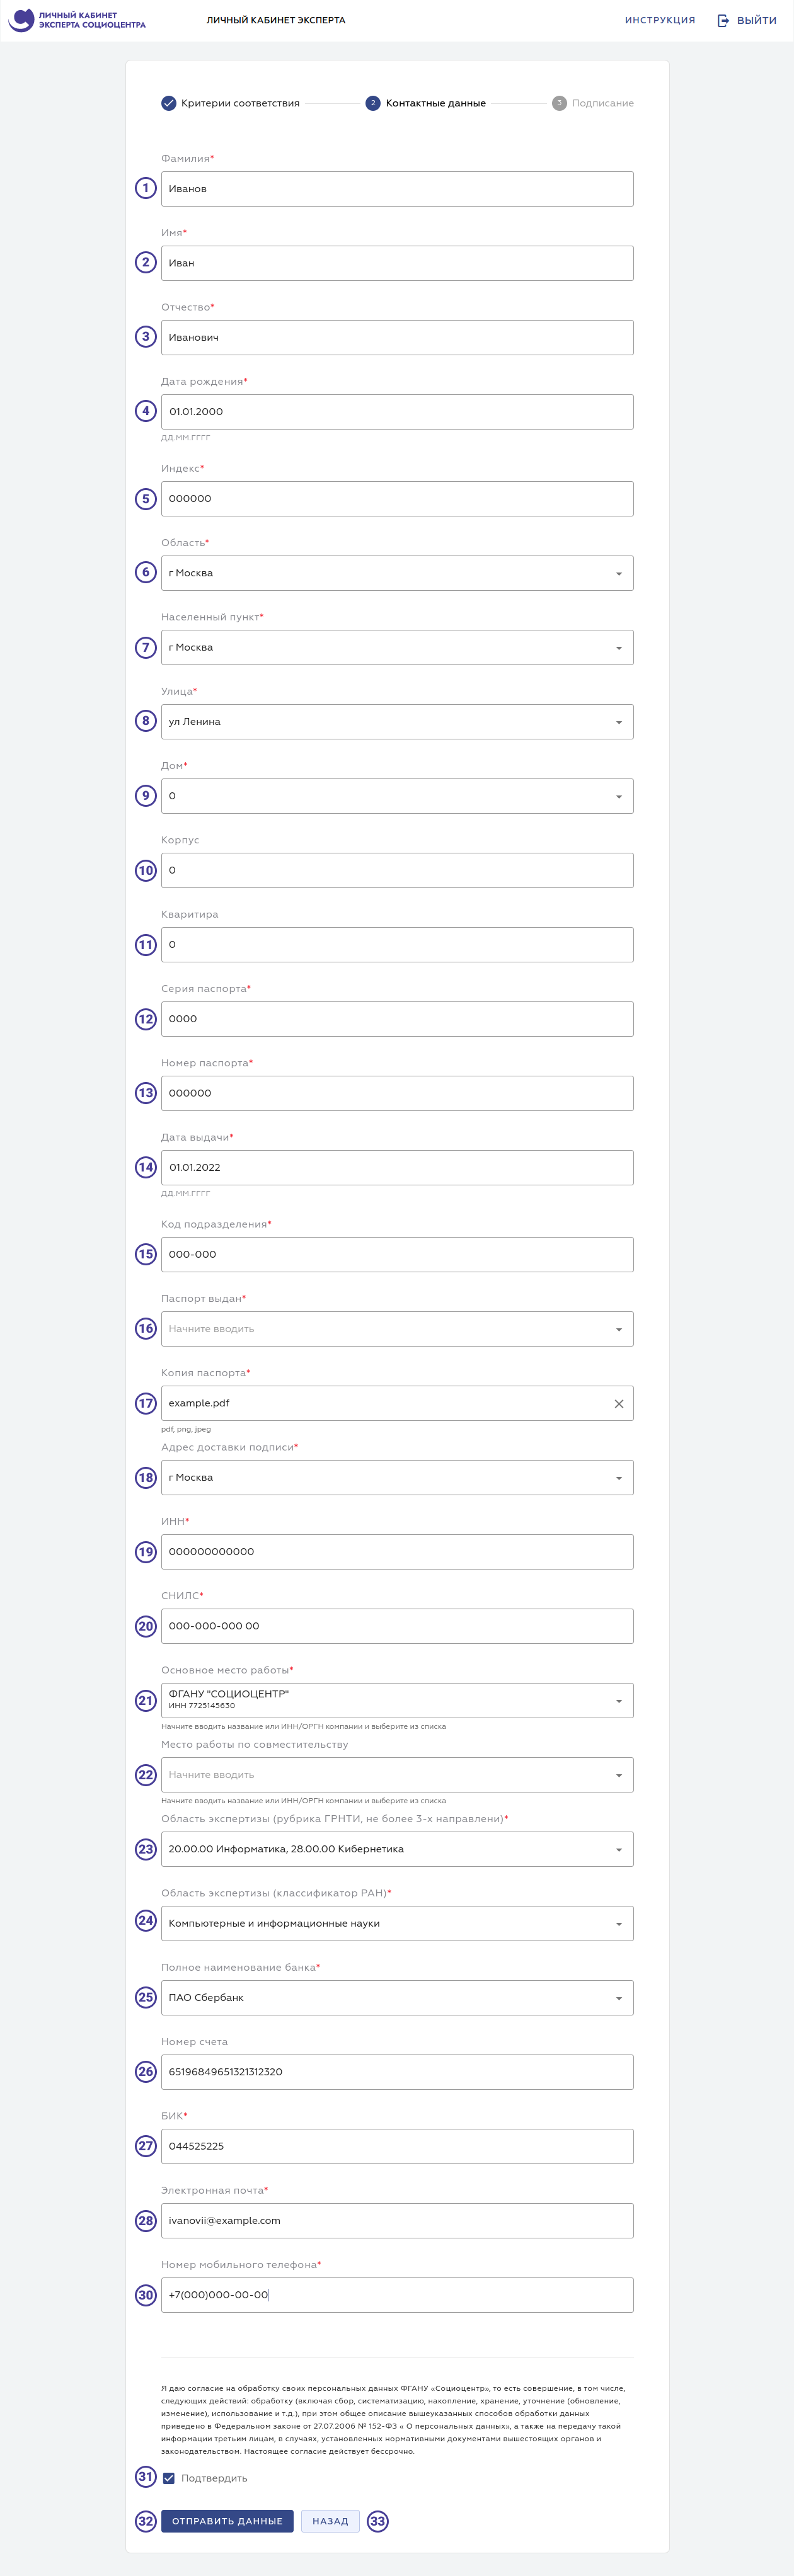 ЛИЧНЫЙ КАБИНЕТ
ЭКСПЕРТА СОЦИОЦЕНТРА
ЛИЧНЫЙ КАБИНЕТ ЭКСПЕРТА
ИНСТРУКЦИЯ
ВЫЙТИ
Критерии соответствия
2 Контактные данные
3 Подписание
Фамилия*
1 Иванов
Имя*
2 Иван
Отчество*
3 Иванович
Дата рождения*
4 01.01.2000
ДД.ММ.ГГГГ
Индекс*
5 000000
Область*
6 г Москва
Населенный пункт*
7 г Москва
Улица*
8 ул Ленина
Дом*
9 0
Корпус
10 0
Кваритира
11 0
Серия паспорта*
12 0000
Номер паспорта*
13 000000
Дата выдачи*
14 01.01.2022
ДД.ММ.ГГГГ
Код подразделения*
15 000-000
Паспорт выдан*
16 Начните вводить
Копия паспорта*
17 example.pdf
pdf, png, jpeg
Адрес доставки подписи*
18 г Москва
ИНН*
19 000000000000
СНИЛС*
20 000-000-000 00
Основное место работы*
21 ФГАНУ "СОЦИОЦЕНТР"
ИНН 7725145630
Начните вводить название или ИНН/ОРГН компании и выберите из списка
Место работы по совместительству
22 Начните вводить
Начните вводить название или ИНН/ОРГН компании и выберите из списка
Область экспертизы (рубрика ГРНТИ, не более 3-х направлени)*
23 20.00.00 Информатика, 28.00.00 Кибернетика
Область экспертизы (классификатор РАН)*
24 Компьютерные и информационные науки
Полное наименование банка*
25 ПАО Сбербанк
Номер счета
26 65196849651321312320
БИК*
27 044525225
Электронная почта*
28 ivanovii@example.com
Номер мобильного телефона*
30 +7(000)000-00-00
Я даю согласие на обработку своих персональных данных ФГАНУ «Социоцентр», то есть совершение, в том числе,
следующих действий: обработку (включая сбор, систематизацию, накопление, хранение, уточнение (обновление,
изменение), использование и т.д.), при этом общее описание вышеуказанных способов обработки данных
приведено в Федеральном законе от 27.07.2006 № 152-ФЗ « О персональных данных», а также на передачу такой
информации третьим лицам, в случаях, установленных нормативными документами вышестоящих органов и
законодательством. Настоящее согласие действует бессрочно.
31 Подтвердить
32 ОТПРАВИТЬ ДАННЫЕ НАЗАД 33